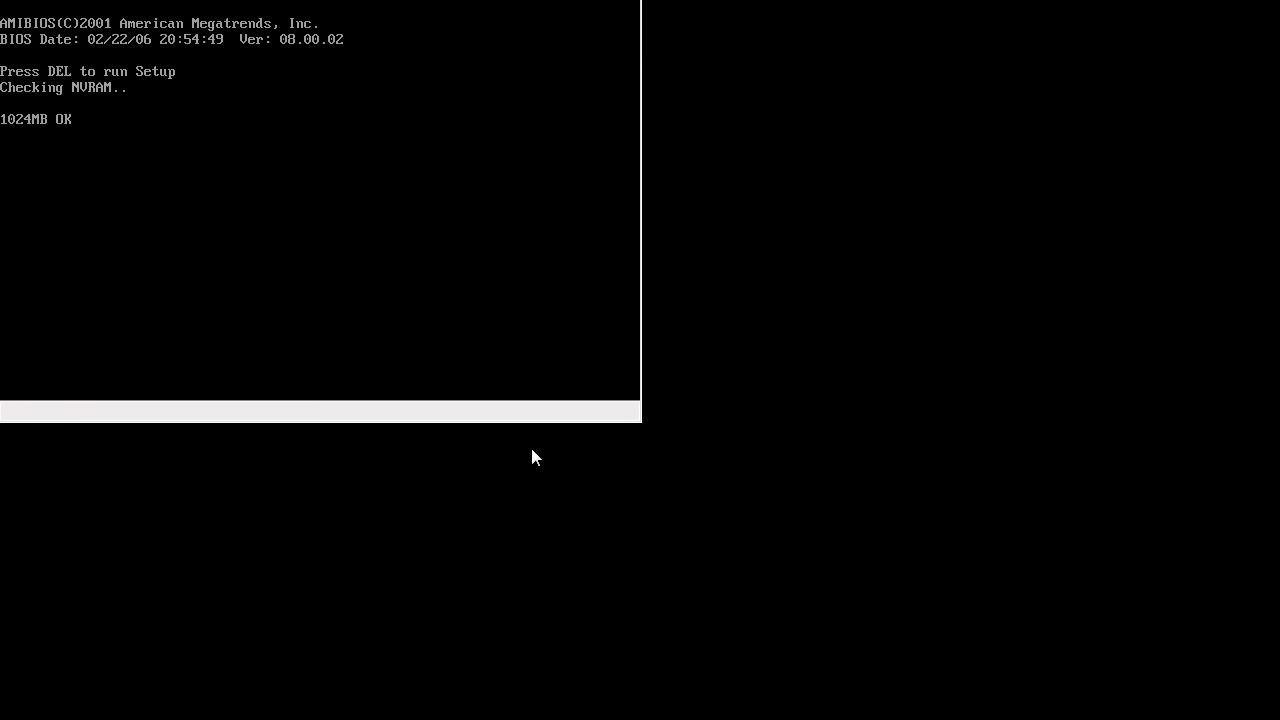 AMIBIOS(C)2001 American Megatrends, Inc.
BIOS Date: 02/22/06 20:54:49  Ver: 08.00.02
Press DEL to run Setup
Checking NVRAM..
1024MB OK